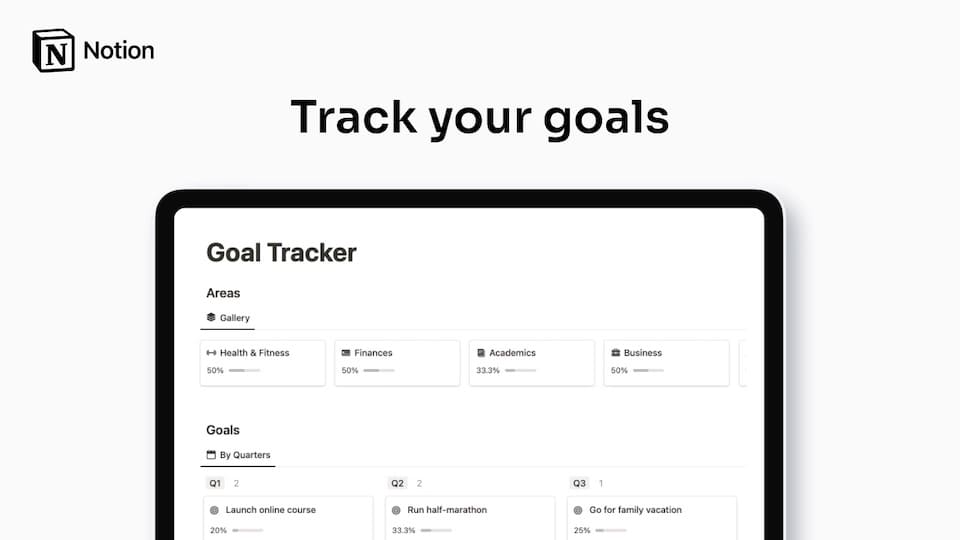 N Notion
Track your goals
Goal Tracker
Areas
Gallery
Health & Fitness
50%
Finances
50%
Academics
33.3%
Business
50%
Goals
By Quarters
Q1 2
Launch online course
20%
Q2 2
Run half-marathon
33.3%
Q3 1
Go for family vacation
25%